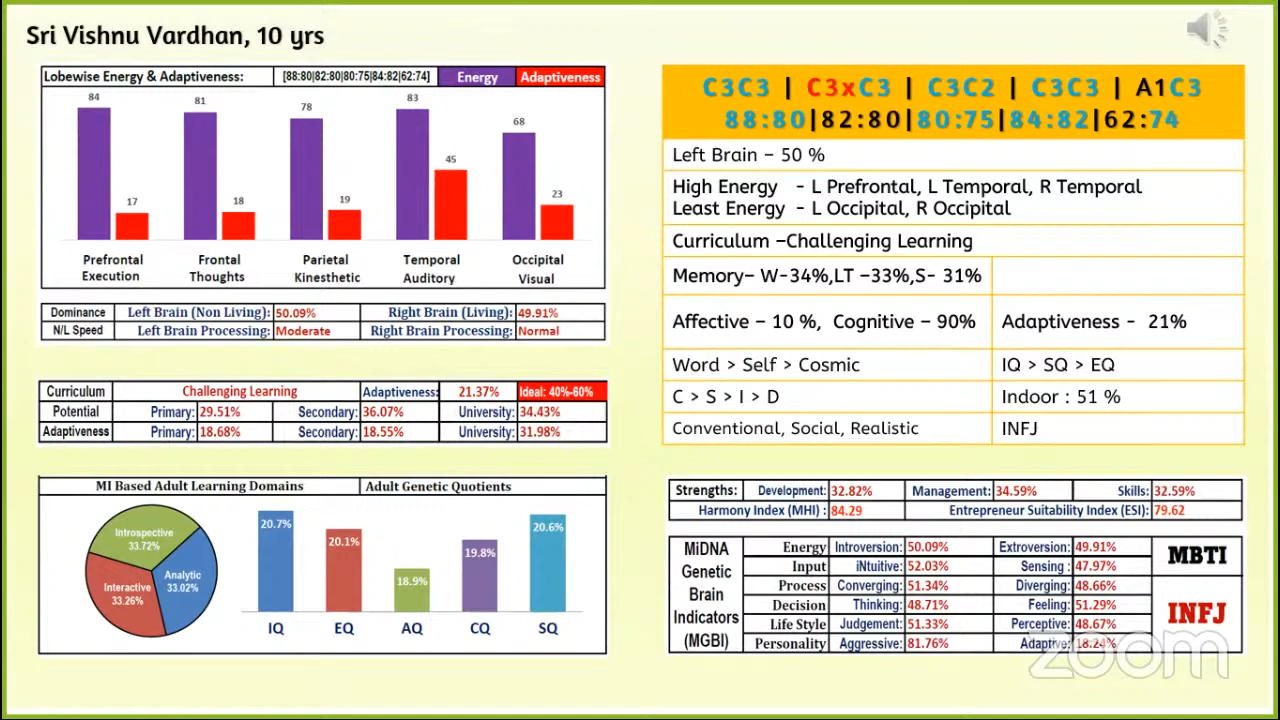 Sri Vishnu Vardhan, 10 yrs
Lobewise Energy & Adaptiveness: [88:80|82:80|80:75|84:82|62:74] Energy Adaptiveness
84 17 81 18 78 19 83 45 68 23
Prefrontal Frontal Parietal Temporal Occipital
Execution Thoughts Kinesthetic Auditory Visual
Dominance Left Brain (Non Living): 50.09% Right Brain (Living): 49.91%
N/L Speed Left Brain Processing: Moderate Right Brain Processing: Normal
Curriculum Challenging Learning Adaptiveness: 21.37% Ideal: 40%-60%
Potential Primary: 29.51% Secondary: 36.07% University: 34.43%
Adaptiveness Primary: 18.68% Secondary: 18.55% University: 31.98%
MI Based Adult Learning Domains Adult Genetic Quotients
Introspective
33.72%
Analytic
33.02%
Interactive
33.26%
20.7% 20.1% 18.9% 19.8% 20.6%
IQ EQ AQ CQ SQ
C3C3 | C3xC3 | C3C2 | C3C3 | A1C3
88:80|82:80|80:75|84:82|62:74
Left Brain – 50 %
High Energy - L Prefrontal, L Temporal, R Temporal
Least Energy - L Occipital, R Occipital
Curriculum –Challenging Learning
Memory– W-34%,LT –33%,S- 31%
Affective – 10 %, Cognitive – 90% Adaptiveness - 21%
Word > Self > Cosmic IQ > SQ > EQ
C > S > I > D Indoor : 51 %
Conventional, Social, Realistic INFJ
Strengths: Development: 32.82% Management: 34.59% Skills: 32.59%
Harmony Index (MHI) : 84.29 Entrepreneur Suitability Index (ESI): 79.62
MiDNA
Genetic
Brain
Indicators
(MGBI)
Energy Introversion: 50.09% Extroversion: 49.91%
Input iNtuitive: 52.03% Sensing : 47.97%
Process Converging: 51.34% Diverging: 48.66%
Decision Thinking: 48.71% Feeling: 51.29%
Life Style Judgement: 51.33% Perceptive: 48.67%
Personality Aggressive: 81.76% Adaptive: 18.24%
MBTI
INFJ
zoom